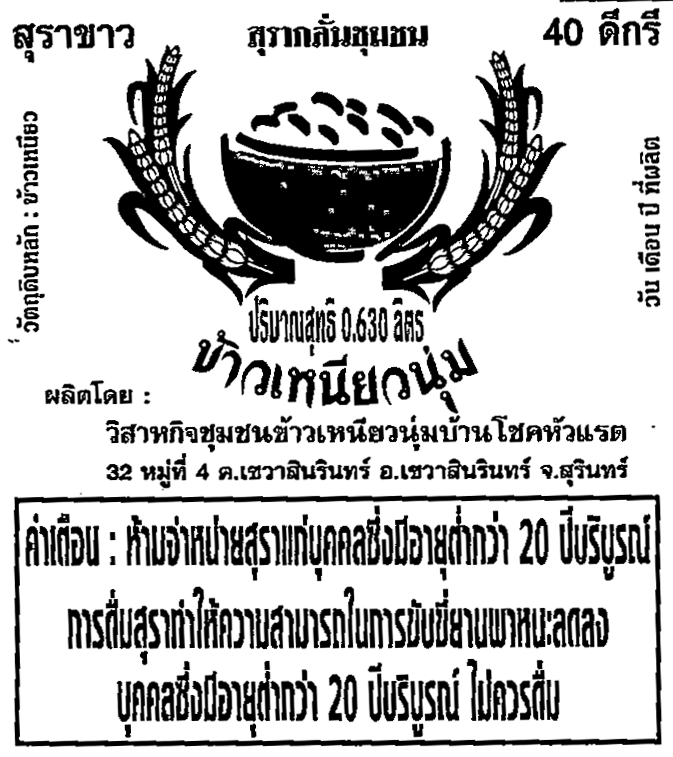 สุราขาว
สุรากลั่นชุมชน
40 ดีกรี
วัตถุดิบหลัก : ข้าวเหนียว
วัน เดือน ปี ที่ผลิต
ปริมาณสุทธิ 0.630 ลิตร
ข้าวเหนียวนุ่ม
ผลิตโดย :
วิสาหกิจชุมชนข้าวเหนียวนุ่มบ้านโชคหัวแรต
32 หมู่ที่ 4 ต.เขวาสินรินทร์ อ.เขวาสินรินทร์ จ.สุรินทร์
คำเตือน : ห้ามจำหน่ายสุราแก่บุคคลซึ่งมีอายุต่ำกว่า 20 ปีบริบูรณ์
การดื่มสุราทำให้ความสามารถในการขับขี่ยานพาหนะลดลง
บุคคลซึ่งมีอายุต่ำกว่า 20 ปีบริบูรณ์ ไม่ควรดื่ม